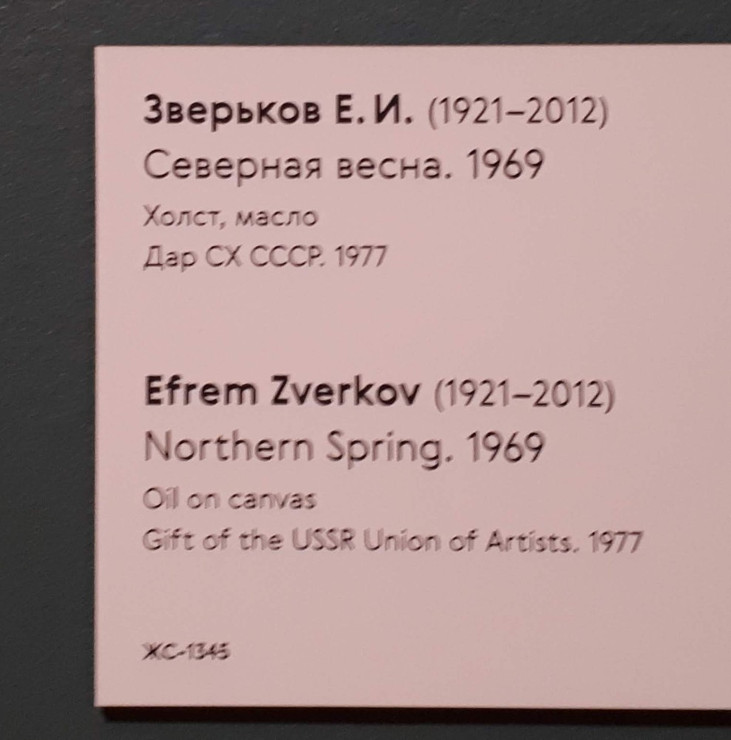 Зверьков Е. И. (1921–2012)
Северная весна. 1969
Холст, масло
Дар СХ СССР. 1977
Efrem Zverkov (1921–2012)
Northern Spring. 1969
Oil on canvas
Gift of the USSR Union of Artists. 1977
ЖС-1345